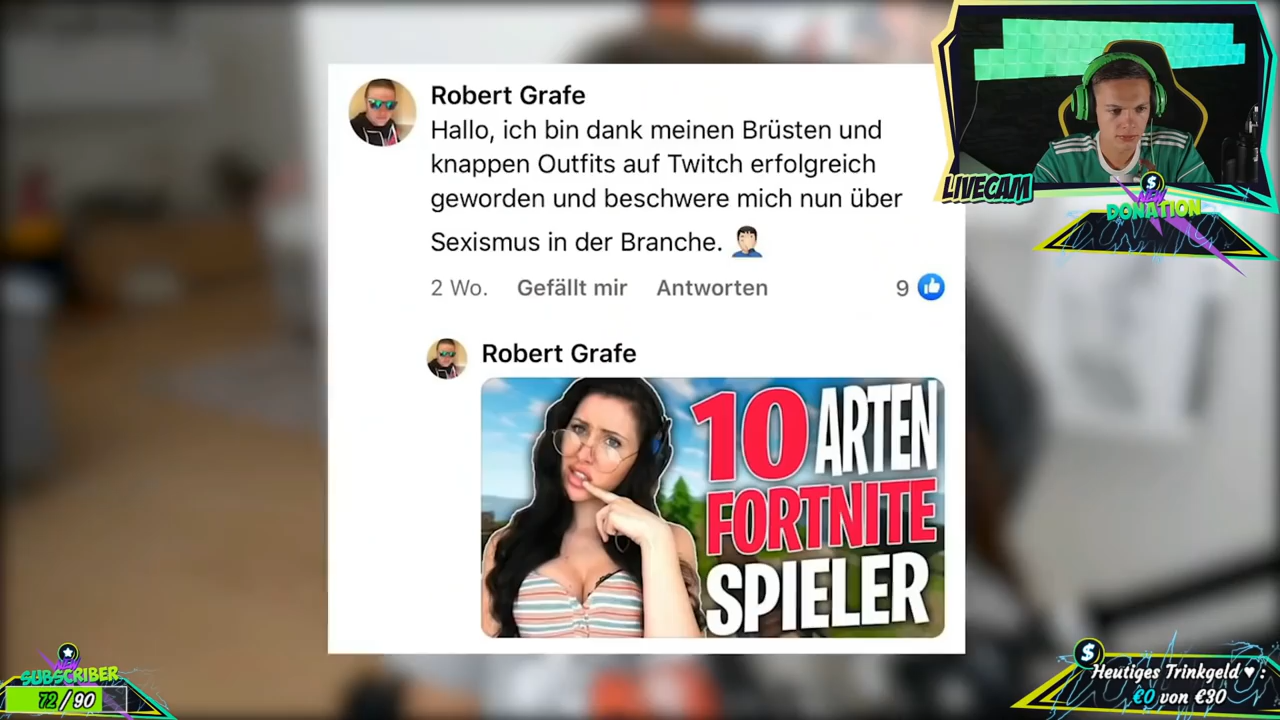 Robert Grafe
Hallo, ich bin dank meinen Brüsten und
knappen Outfits auf Twitch erfolgreich
geworden und beschwere mich nun über
Sexismus in der Branche. 🤦🏻‍♂️
2 Wo. Gefällt mir Antworten 9
Robert Grafe
10 ARTEN
FORTNITE
SPIELER
LIVECAM
$
NEW
DONATION
NEW
SUBSCRIBER
72/90
$
Heutiges Trinkgeld ♥ :
€0 von €30